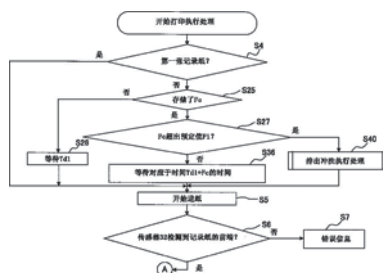 开始打印执行处理
S4
是
第一张记录纸?
否
S25
否
存储了Fc
是
S27
Fc超出预定值F1?
是
S26
否
S36
S40
等待Td1
等待对应于时间Td1+Fc的时间
排出冲洗执行处理
S5
开始送纸
S6
S7
传感器32检测到记录纸的前端?
否
错误信息
A
是